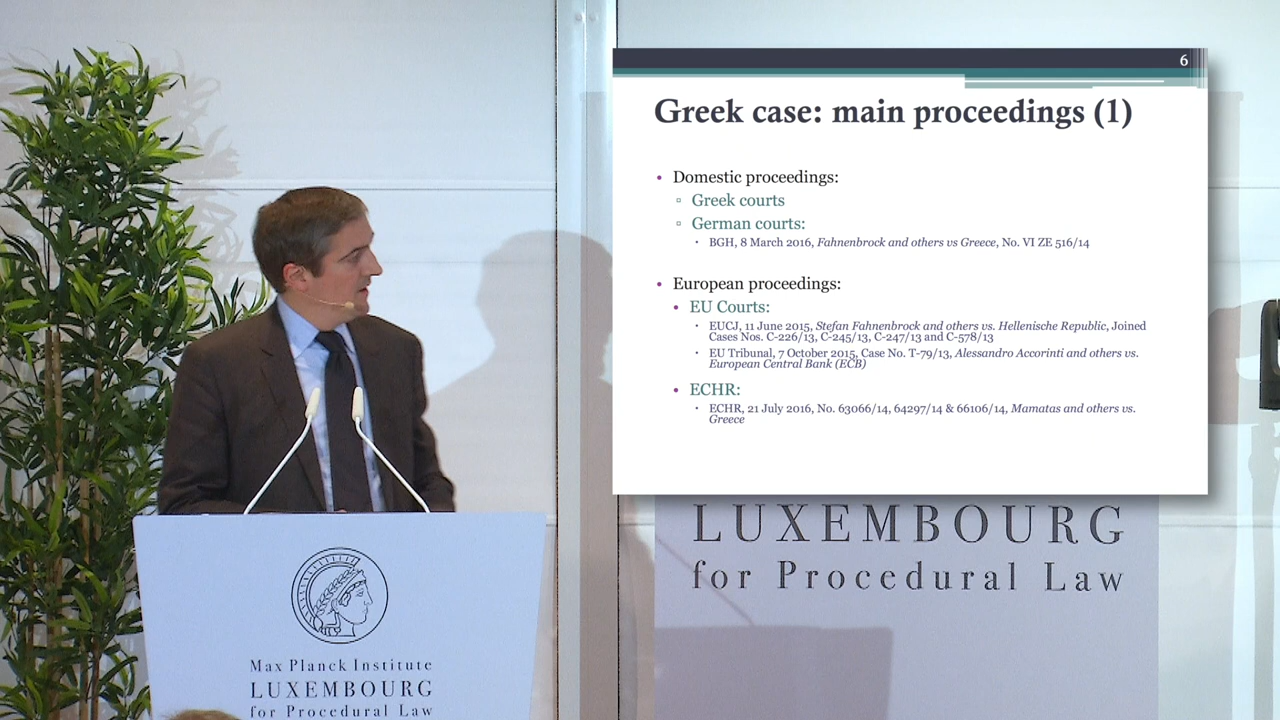 6
Greek case: main proceedings (1)
• Domestic proceedings:
▫ Greek courts
▫ German courts:
• BGH, 8 March 2016, Fahnenbrock and others vs Greece, No. VI ZE 516/14
• European proceedings:
• EU Courts:
• EUCJ, 11 June 2015, Stefan Fahnenbrock and others vs. Hellenische Republic, Joined
Cases Nos. C-226/13, C-245/13, C-247/13 and C-578/13
• EU Tribunal, 7 October 2015, Case No. T-79/13, Alessandro Accorinti and others vs.
European Central Bank (ECB)
• ECHR:
• ECHR, 21 July 2016, No. 63066/14, 64297/14 & 66106/14, Mamatas and others vs.
Greece
LUXEMBOURG
for Procedural Law
Max Planck Institute
LUXEMBOURG
for Procedural Law